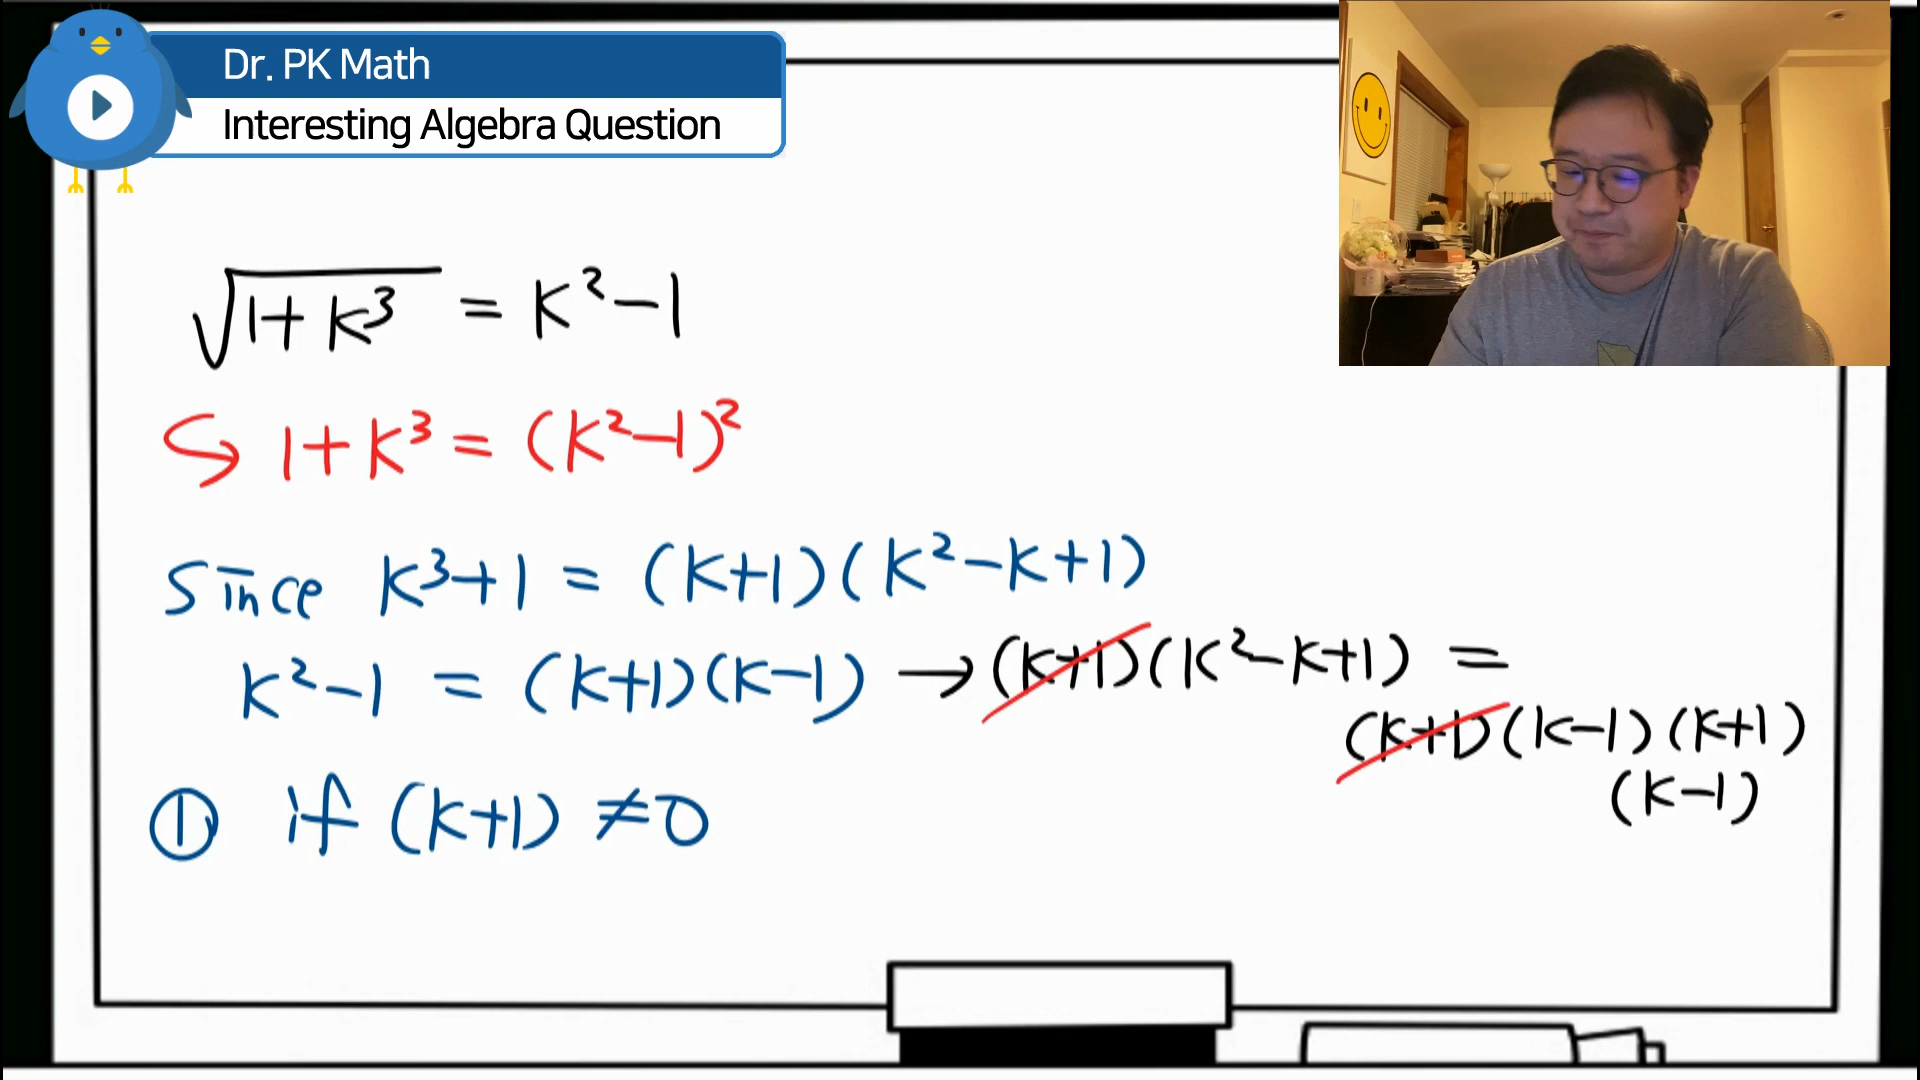 Dr. PK Math
Interesting Algebra Question
√(1+k³) = k²-1
↪ 1+k³ = (k²-1)²
Since k³+1 = (k+1)(k²-k+1)
k²-1 = (k+1)(k-1) → (k+1)(k²-k+1) =
(k+1)(k-1)(k+1)
(k-1)
① if (k+1) ≠0